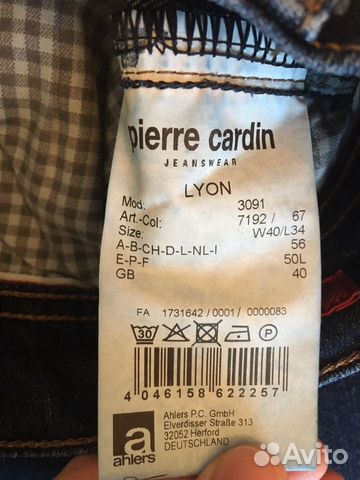 pierre cardin
JEANSWEAR
LYON
Mod: 3091
Art.-Col: 7192 / 67
Size: W40/L34
A-B-CH-D-L-NL-I 56
E-P-F 50L
GB 40
FA 1731642 / 0001 / 0000083
30 A P
4 046158 622257
a
ahlers
Ahlers P.C. GmbH
Elverdisser Straße 313
32052 Herford
DEUTSCHLAND
Avito